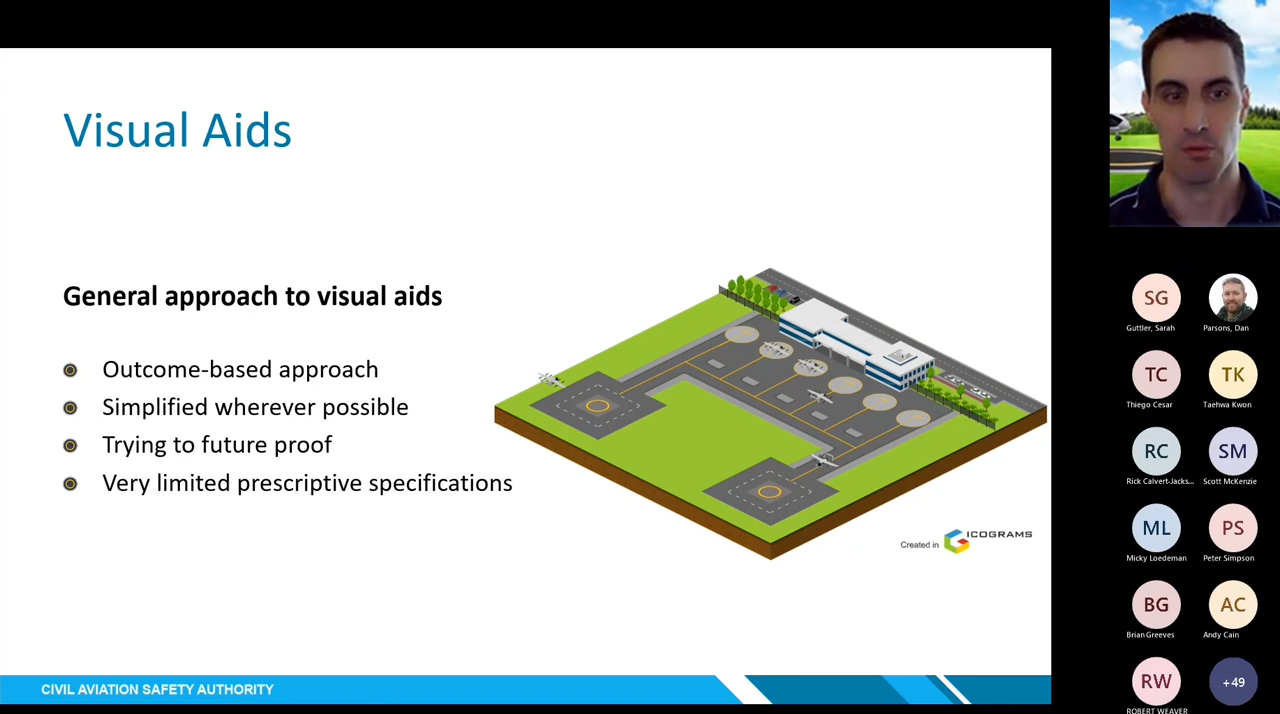 Visual Aids
General approach to visual aids
Outcome-based approach
Simplified wherever possible
Trying to future proof
Very limited prescriptive specifications
Created in ICOGRAMS
CIVIL AVIATION SAFETY AUTHORITY
SG
Guttler, Sarah
Parsons, Dan
TC
Thiego Cesar
TK
Taehwa Kwon
RC
Rick Calvert-Jacks...
SM
Scott McKenzie
ML
Micky Loedeman
PS
Peter Simpson
BG
Brian Greeves
AC
Andy Cain
RW
ROBERT WEAVER
+49